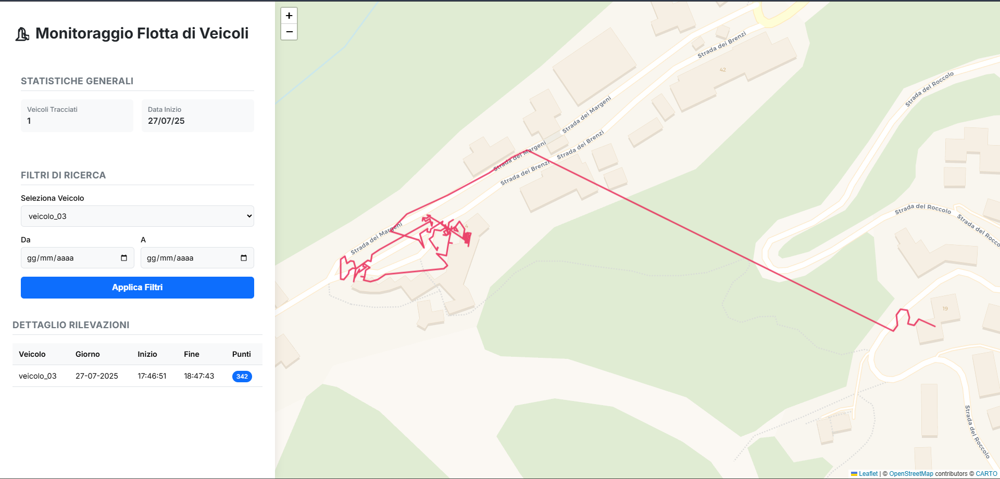 Monitoraggio Flotta di Veicoli
STATISTICHE GENERALI
Veicoli Tracciati
1
Data Inizio
27/07/25
FILTRI DI RICERCA
Seleziona Veicolo
veicolo_03
Da
A
gg/mm/aaaa
gg/mm/aaaa
Applica Filtri
DETTAGLIO RILEVAZIONI
Veicolo Giorno Inizio Fine Punti
veicolo_03 27-07-2025 17:46:51 18:47:43 342
+
−
Strada dei Brenzi
42
Strada del Roccolo
Strada dei Margeni
Strada dei Brenzi
Strada dei Margeni
Strada dei Brenzi
Strada del Roccolo
Strada del Rocco
Strada dei Margeni
19
Strada del Roccolo
Leaflet | © OpenStreetMap contributors © CARTO